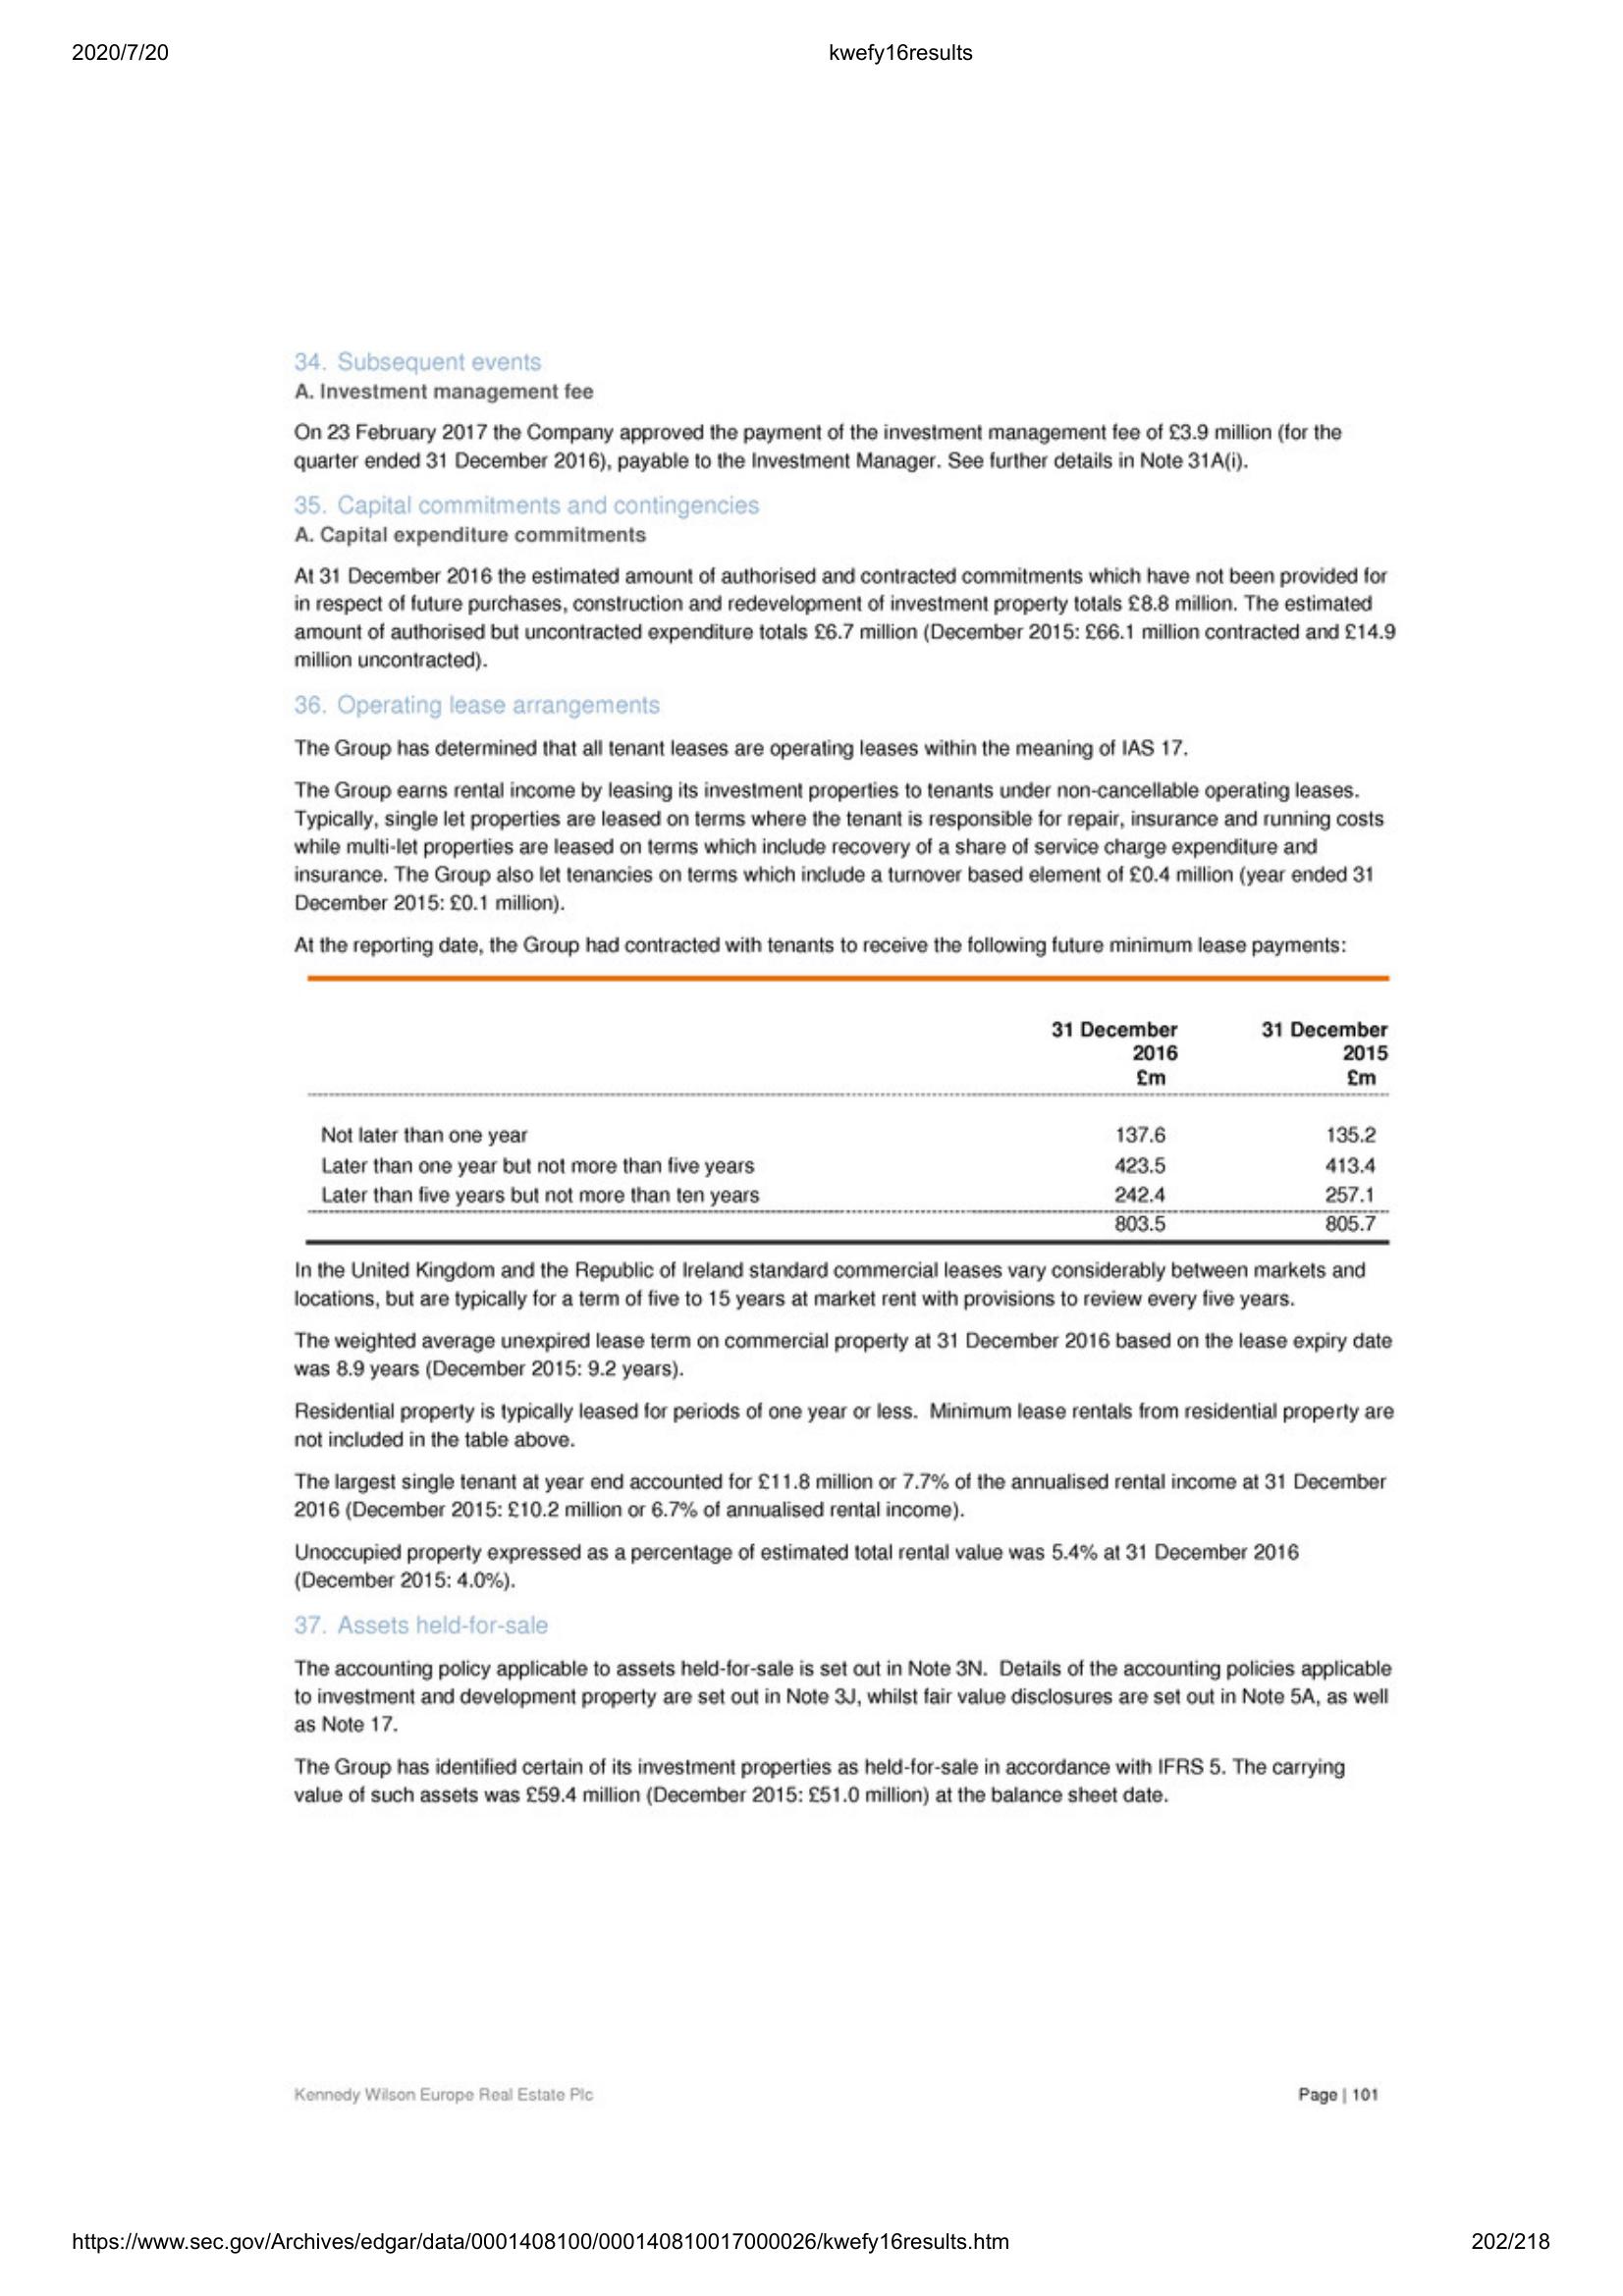 2020/7/20 kwefy16results
34. Subsequent events
A. Investment management fee
On 23 February 2017 the Company approved the payment of the investment management fee of £3.9 million (for the
quarter ended 31 December 2016), payable to the Investment Manager. See further details in Note 31A(i).
35. Capital commitments and contingencies
A. Capital expenditure commitments
At 31 December 2016 the estimated amount of authorised and contracted commitments which have not been provided for
in respect of future purchases, construction and redevelopment of investment property totals £8.8 million. The estimated
amount of authorised but uncontracted expenditure totals £6.7 million (December 2015: £66.1 million contracted and £14.9
million uncontracted).
36. Operating lease arrangements
The Group has determined that all tenant leases are operating leases within the meaning of IAS 17.
The Group earns rental income by leasing its investment properties to tenants under non-cancellable operating leases.
Typically, single let properties are leased on terms where the tenant is responsible for repair, insurance and running costs
while multi-let properties are leased on terms which include recovery of a share of service charge expenditure and
insurance. The Group also let tenancies on terms which include a turnover based element of £0.4 million (year ended 31
December 2015: £0.1 million).
At the reporting date, the Group had contracted with tenants to receive the following future minimum lease payments:
31 December 31 December
2016 2015
£m £m
Not later than one year 137.6 135.2
Later than one year but not more than five years 423.5 413.4
Later than five years but not more than ten years 242.4 257.1
803.5 805.7
In the United Kingdom and the Republic of Ireland standard commercial leases vary considerably between markets and
locations, but are typically for a term of five to 15 years at market rent with provisions to review every five years.
The weighted average unexpired lease term on commercial property at 31 December 2016 based on the lease expiry date
was 8.9 years (December 2015: 9.2 years).
Residential property is typically leased for periods of one year or less. Minimum lease rentals from residential property are
not included in the table above.
The largest single tenant at year end accounted for £11.8 million or 7.7% of the annualised rental income at 31 December
2016 (December 2015: £10.2 million or 6.7% of annualised rental income).
Unoccupied property expressed as a percentage of estimated total rental value was 5.4% at 31 December 2016
(December 2015: 4.0%).
37. Assets held-for-sale
The accounting policy applicable to assets held-for-sale is set out in Note 3N. Details of the accounting policies applicable
to investment and development property are set out in Note 3J, whilst fair value disclosures are set out in Note 5A, as well
as Note 17.
The Group has identified certain of its investment properties as held-for-sale in accordance with IFRS 5. The carrying
value of such assets was £59.4 million (December 2015: £51.0 million) at the balance sheet date.
Kennedy Wilson Europe Real Estate Plc Page | 101
https://www.sec.gov/Archives/edgar/data/0001408100/000140810017000026/kwefy16results.htm 202/218